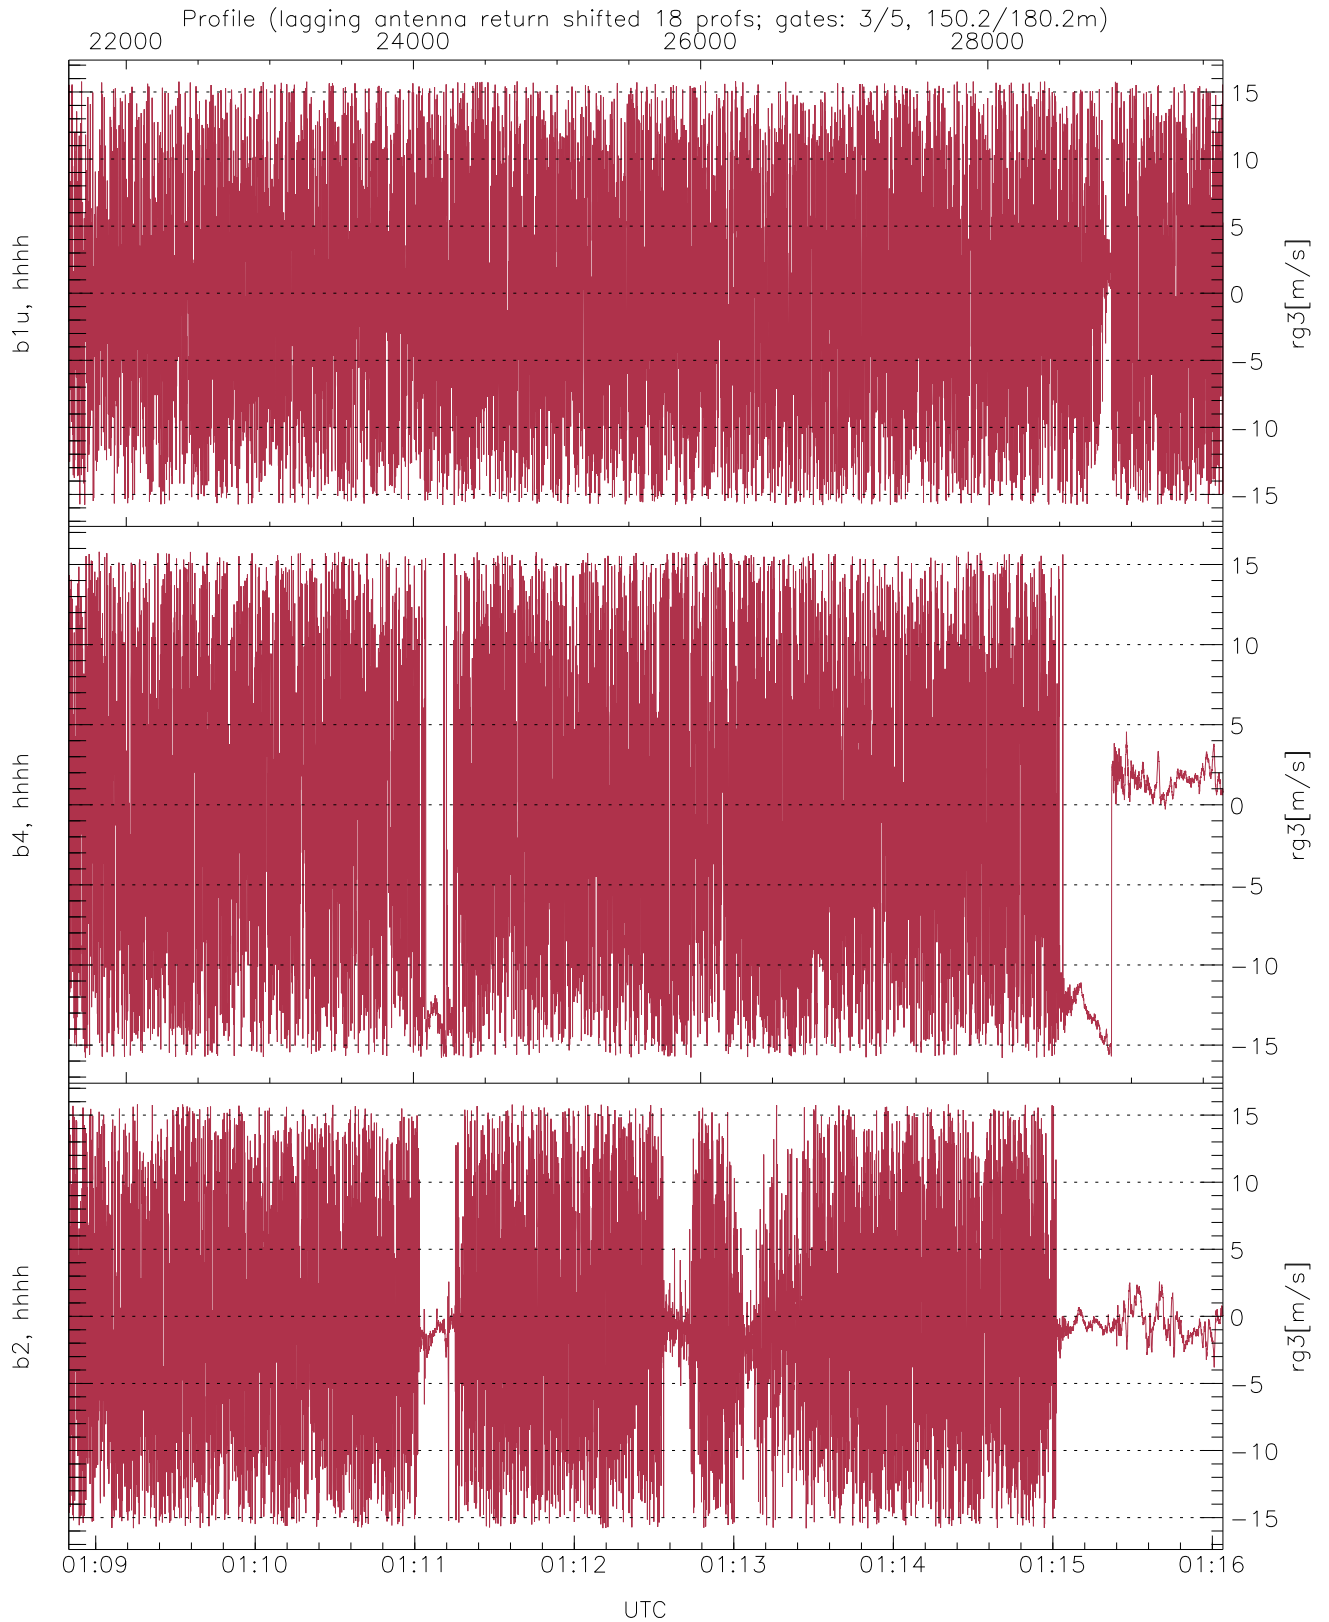 Profile (lagging antenna return shifted 18 profs; gates: 3/5, 150.2/180.2m)
22000 24000 26000 28000
b1u, hhhh
15
10
5
0
−5
−10
−15
rg3[m/s]
b4, hhhh
15
10
5
0
−5
−10
−15
rg3[m/s]
b2, hhhh
15
10
5
0
−5
−10
−15
rg3[m/s]
01:09 01:10 01:11 01:12 01:13 01:14 01:15 01:16
UTC